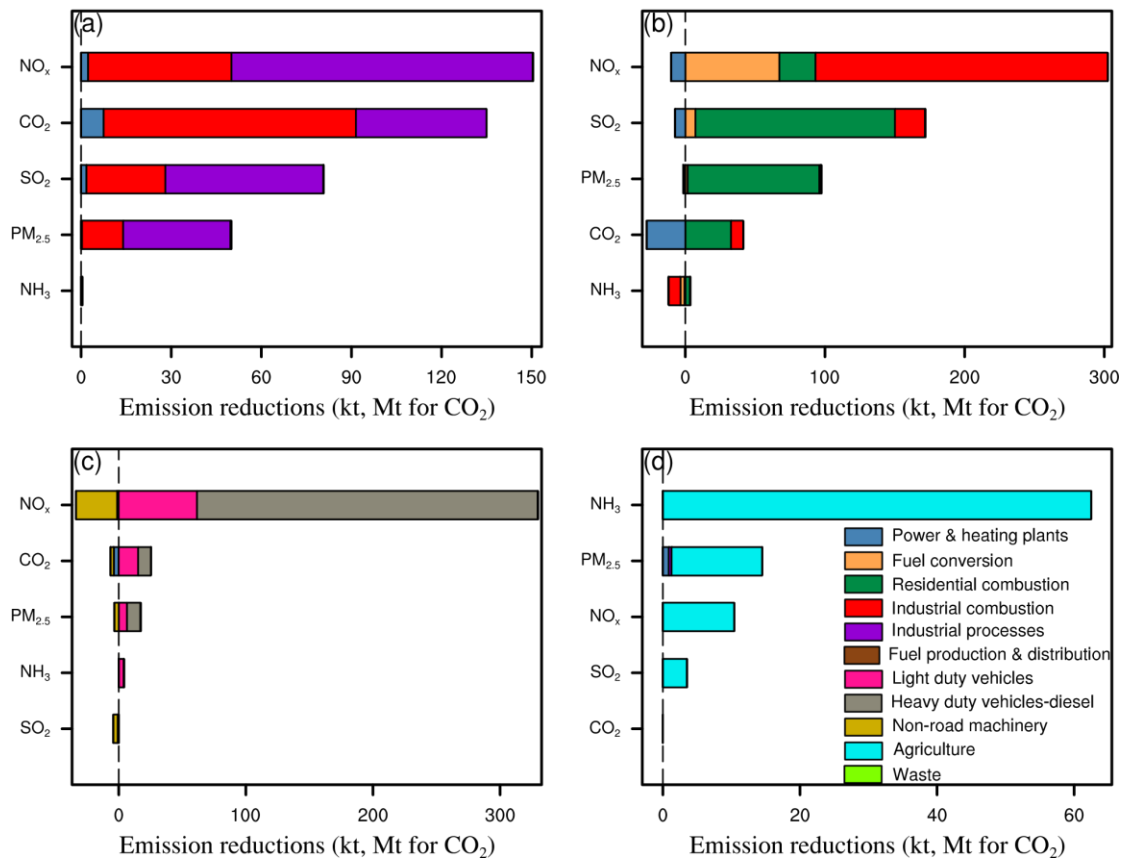 (a)
NOx
CO2
SO2
PM2.5
NH3
0 30 60 90 120 150
Emission reductions (kt, Mt for CO2)
(b)
NOx
SO2
PM2.5
CO2
NH3
0 100 200 300
Emission reductions (kt, Mt for CO2)
(c)
NOx
CO2
PM2.5
NH3
SO2
0 100 200 300
Emission reductions (kt, Mt for CO2)
(d)
NH3
PM2.5
NOx
SO2
CO2
Power & heating plants
Fuel conversion
Residential combustion
Industrial combustion
Industrial processes
Fuel production & distribution
Light duty vehicles
Heavy duty vehicles-diesel
Non-road machinery
Agriculture
Waste
0 20 40 60
Emission reductions (kt, Mt for CO2)